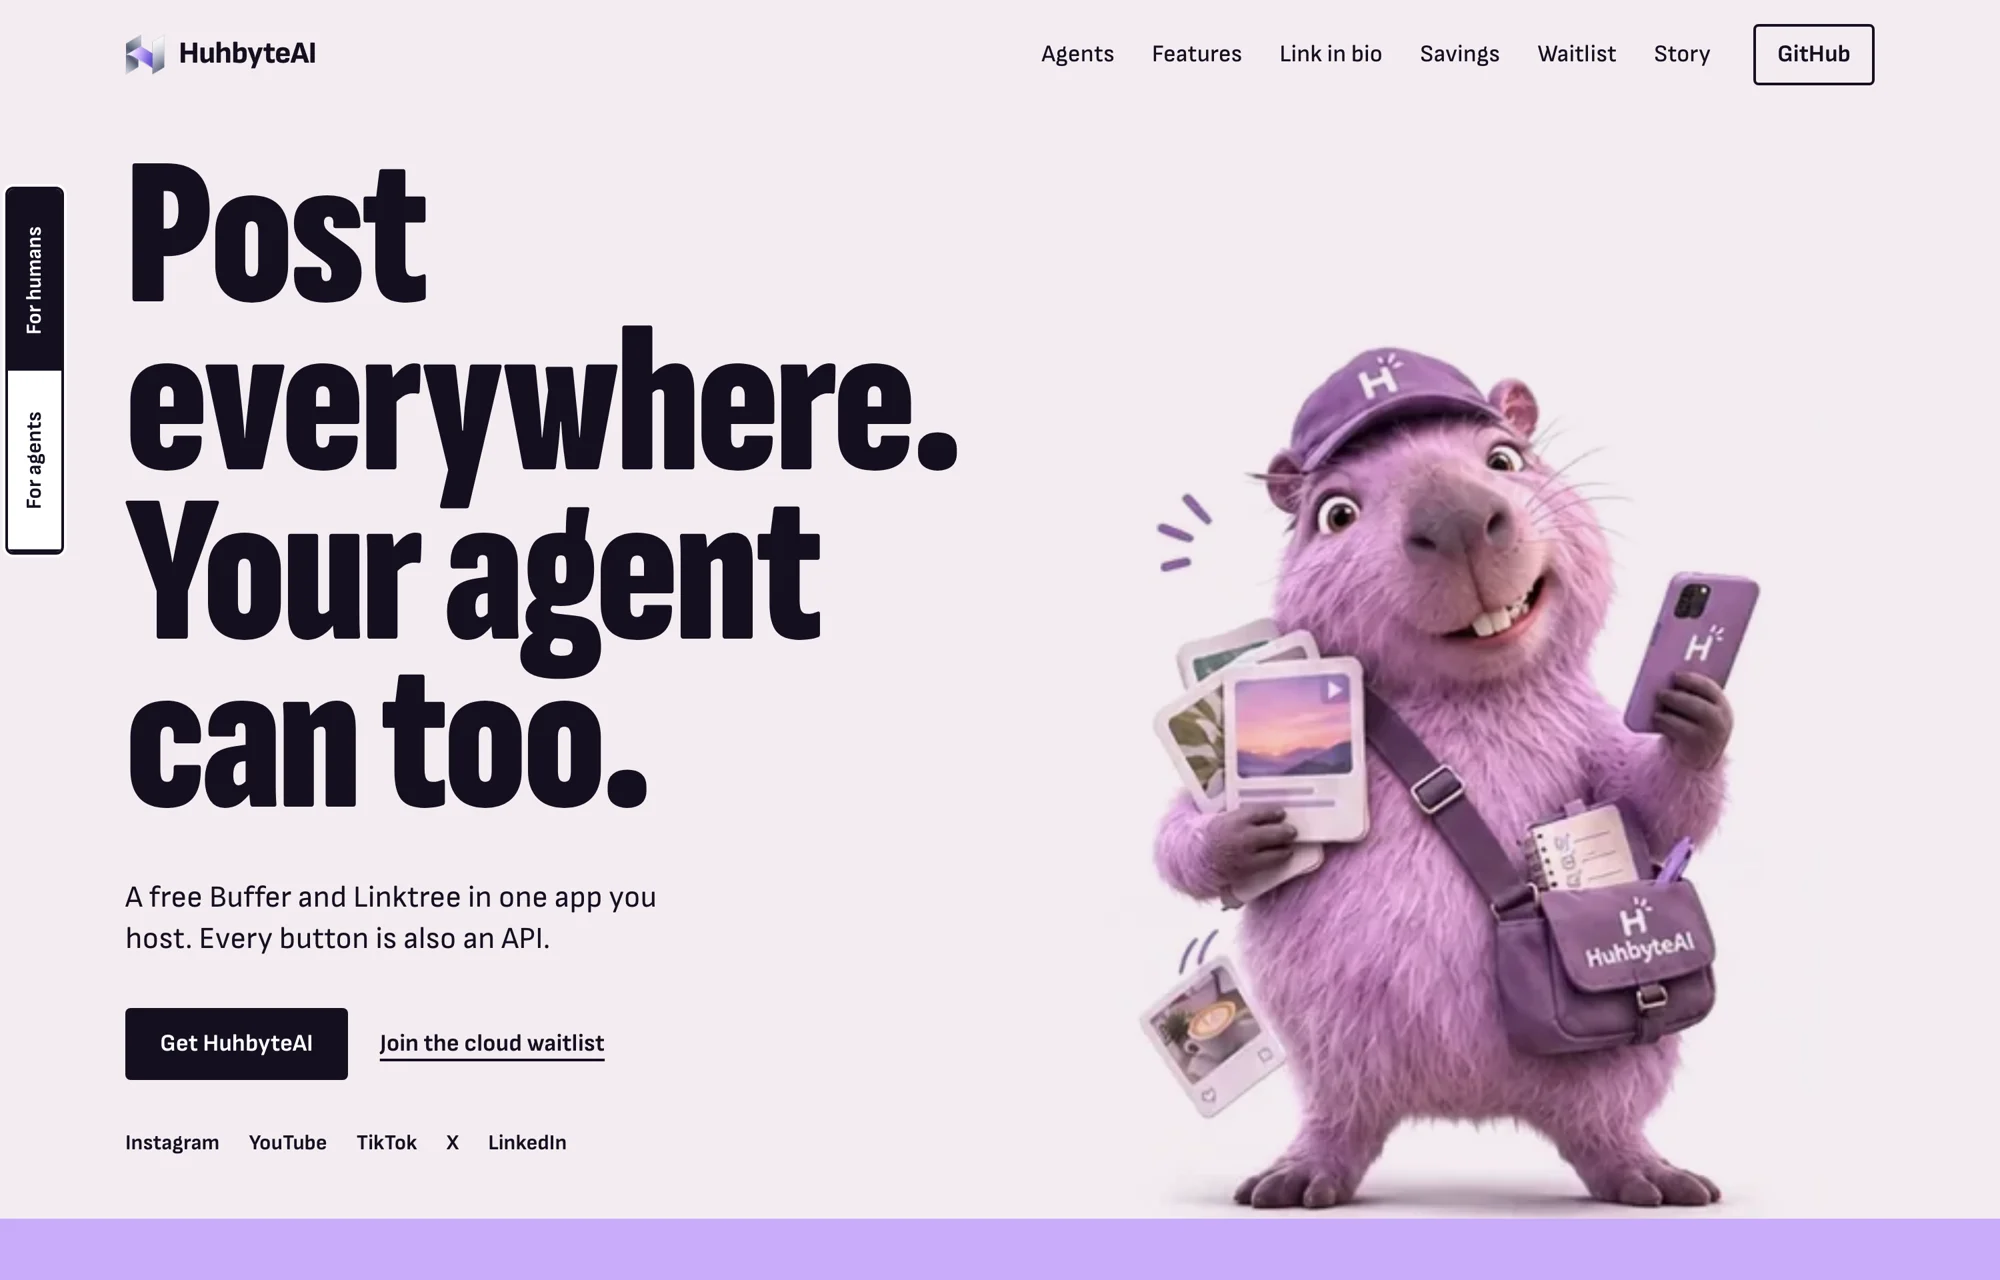 HuhbyteAI
Agents
Features
Link in bio
Savings
Waitlist
Story
GitHub
For humans
For agents
Post
everywhere.
Your agent
can too.
A free Buffer and Linktree in one app you
host. Every button is also an API.
Get HuhbyteAI
Join the cloud waitlist
Instagram
YouTube
TikTok
X
LinkedIn
H
H
H
HuhbyteAI